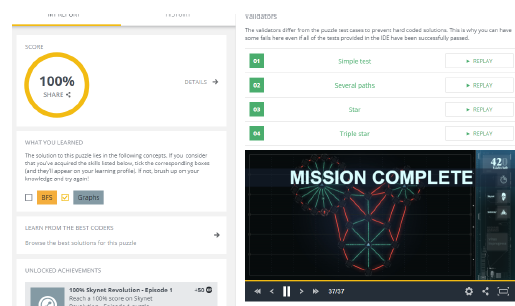 MY REPORT
HISTORY
SCORE
100%
SHARE
DETAILS
WHAT YOU LEARNED
The solution to this puzzle lies in the following concepts. If you consider
that you've acquired the skills listed below, tick the corresponding boxes
(and they'll appear on your learning profile). If not, brush up on your
knowledge and try again!
BFS
Graphs
LEARN FROM THE BEST CODERS
Browse the best solutions for this puzzle
UNLOCKED ACHIEVEMENTS
100% Skynet Revolution - Episode 1
+50
Reach a 100% score on Skynet
Revolution - Episode 1 puzzle
Validators
The validators differ from the puzzle test cases to prevent hard coded solutions. This is why you can have
some fails here even if all of the tests provided in the IDE have been successfully passed.
01 Simple test REPLAY
02 Several paths REPLAY
03 Star REPLAY
04 Triple star REPLAY
MISSION COMPLETE
42
37/37